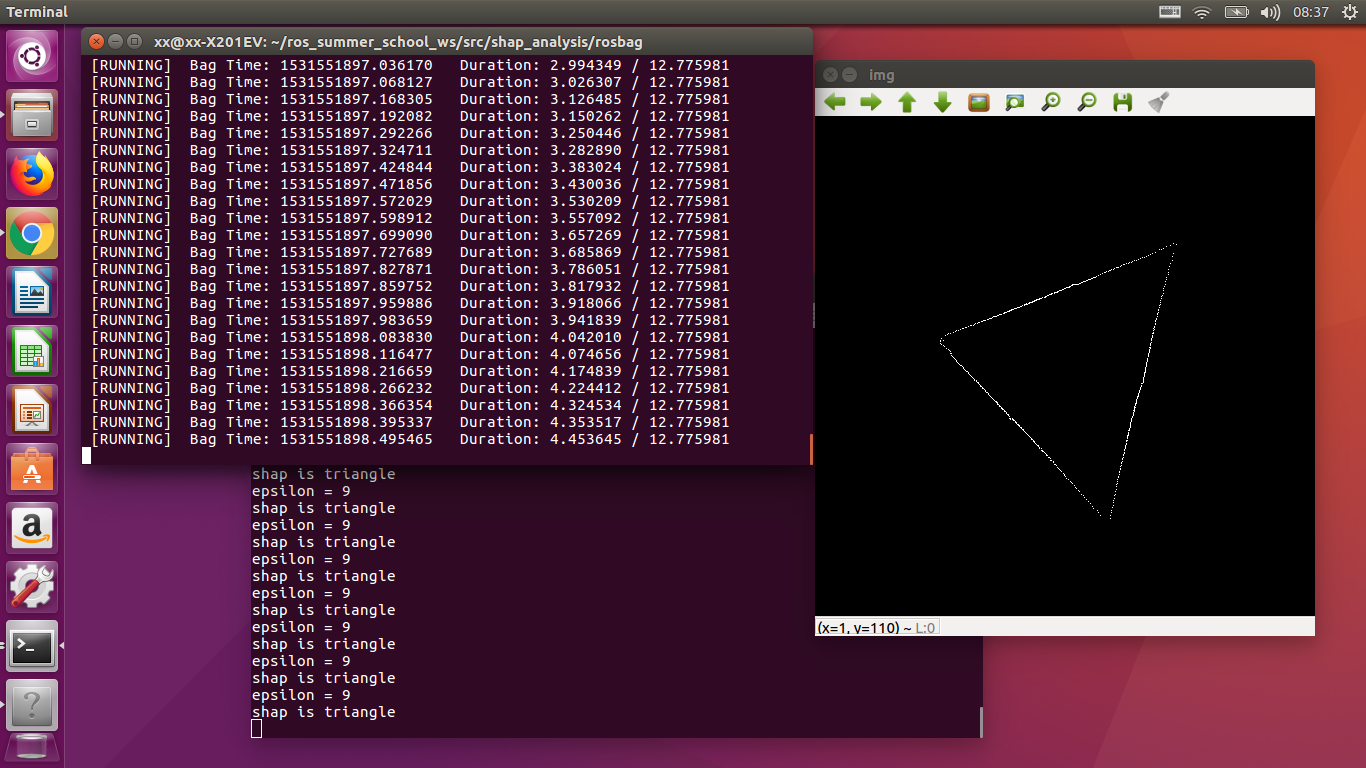 Terminal
08:37
xx@xx-X201EV: ~/ros_summer_school_ws/src/shap_analysis/rosbag
[RUNNING]  Bag Time: 1531551897.036170   Duration: 2.994349 / 12.775981
[RUNNING]  Bag Time: 1531551897.068127   Duration: 3.026307 / 12.775981
[RUNNING]  Bag Time: 1531551897.168305   Duration: 3.126485 / 12.775981
[RUNNING]  Bag Time: 1531551897.192082   Duration: 3.150262 / 12.775981
[RUNNING]  Bag Time: 1531551897.292266   Duration: 3.250446 / 12.775981
[RUNNING]  Bag Time: 1531551897.324711   Duration: 3.282890 / 12.775981
[RUNNING]  Bag Time: 1531551897.424844   Duration: 3.383024 / 12.775981
[RUNNING]  Bag Time: 1531551897.471856   Duration: 3.430036 / 12.775981
[RUNNING]  Bag Time: 1531551897.572029   Duration: 3.530209 / 12.775981
[RUNNING]  Bag Time: 1531551897.598912   Duration: 3.557092 / 12.775981
[RUNNING]  Bag Time: 1531551897.699090   Duration: 3.657269 / 12.775981
[RUNNING]  Bag Time: 1531551897.727689   Duration: 3.685869 / 12.775981
[RUNNING]  Bag Time: 1531551897.827871   Duration: 3.786051 / 12.775981
[RUNNING]  Bag Time: 1531551897.859752   Duration: 3.817932 / 12.775981
[RUNNING]  Bag Time: 1531551897.959886   Duration: 3.918066 / 12.775981
[RUNNING]  Bag Time: 1531551897.983659   Duration: 3.941839 / 12.775981
[RUNNING]  Bag Time: 1531551898.083830   Duration: 4.042010 / 12.775981
[RUNNING]  Bag Time: 1531551898.116477   Duration: 4.074656 / 12.775981
[RUNNING]  Bag Time: 1531551898.216659   Duration: 4.174839 / 12.775981
[RUNNING]  Bag Time: 1531551898.266232   Duration: 4.224412 / 12.775981
[RUNNING]  Bag Time: 1531551898.366354   Duration: 4.324534 / 12.775981
[RUNNING]  Bag Time: 1531551898.395337   Duration: 4.353517 / 12.775981
[RUNNING]  Bag Time: 1531551898.495465   Duration: 4.453645 / 12.775981
shap is triangle
epsilon = 9
shap is triangle
epsilon = 9
shap is triangle
epsilon = 9
shap is triangle
epsilon = 9
shap is triangle
epsilon = 9
shap is triangle
epsilon = 9
shap is triangle
epsilon = 9
shap is triangle
img
(x=1, y=110) ~ L:0